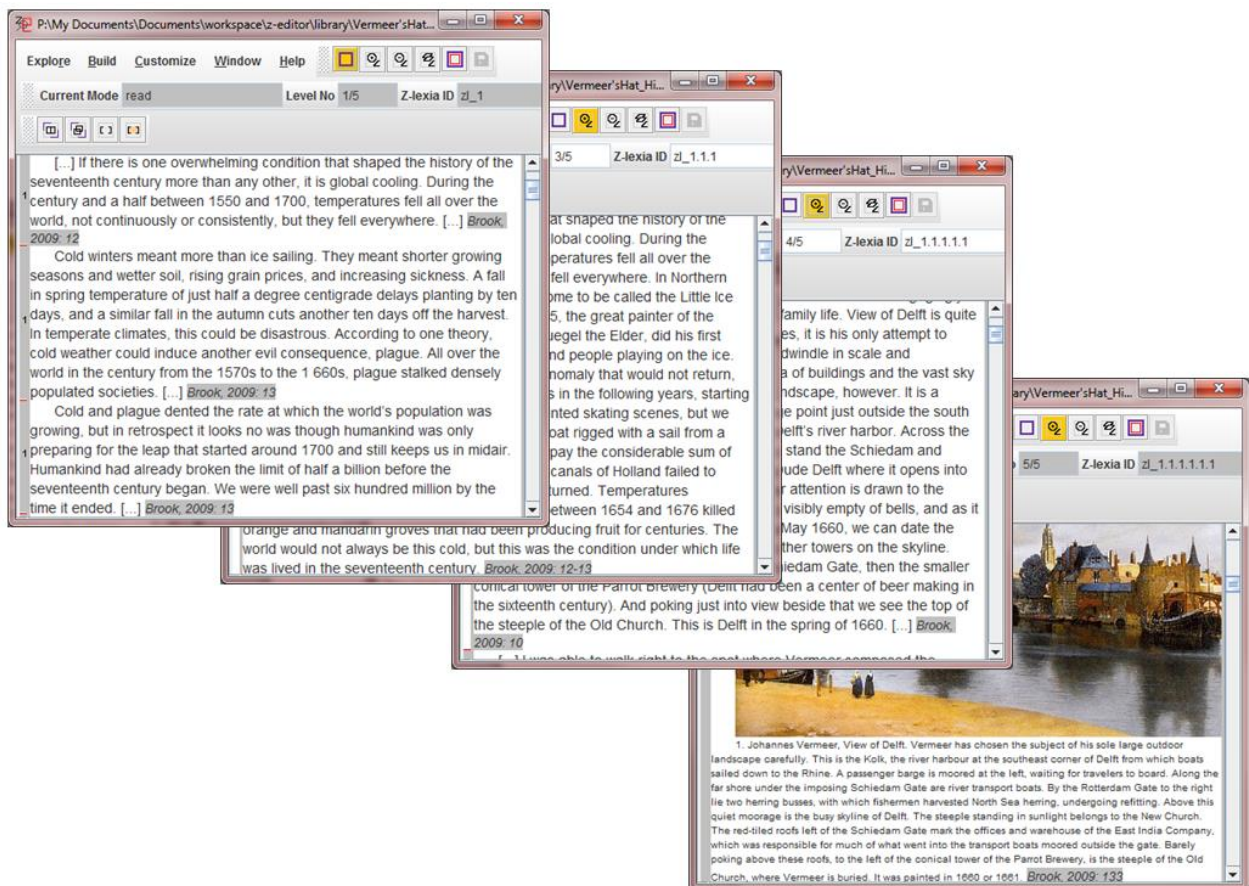 P:\My Documents\Documents\workspace\z-editor\library\Vermeer'sHat...
Explore Build Customize Window Help
Current Mode read Level No 1/5 Z-lexia ID zl_1
[...] If there is one overwhelming condition that shaped the history of the
seventeenth century more than any other, it is global cooling. During the
1 century and a half between 1550 and 1700, temperatures fell all over the
world, not continuously or consistently, but they fell everywhere. [...] Brook,
2009: 12
Cold winters meant more than ice sailing. They meant shorter growing
seasons and wetter soil, rising grain prices, and increasing sickness. A fall
in spring temperature of just half a degree centigrade delays planting by ten
1 days, and a similar fall in the autumn cuts another ten days off the harvest.
In temperate climates, this could be disastrous. According to one theory,
cold weather could induce another evil consequence, plague. All over the
world in the century from the 1570s to the 1 660s, plague stalked densely
populated societies. [...] Brook, 2009: 13
Cold and plague dented the rate at which the world's population was
growing, but in retrospect it looks no was though humankind was only
1 preparing for the leap that started around 1700 and still keeps us in midair.
Humankind had already broken the limit of half a billion before the
seventeenth century began. We were well past six hundred million by the
time it ended. [...] Brook, 2009: 13
ary\Vermeer'sHat_Hi...
3/5 Z-lexia ID zl_1.1.1
at shaped the history of the
lobal cooling. During the
peratures fell all over the
fell everywhere. In Northern
ome to be called the Little Ice
5, the great painter of the
uegel the Elder, did his first
nd people playing on the ice.
nomaly that would not return,
s in the following years, starting
nted skating scenes, but we
oat rigged with a sail from a
pay the considerable sum of
canals of Holland failed to
turned. Temperatures
etween 1654 and 1676 killed
orange and mandarin groves that had been producing fruit for centuries. The
world would not always be this cold, but this was the condition under which life
was lived in the seventeenth century. Brook, 2009: 12-13
ary\Vermeer'sHat_Hi...
4/5 Z-lexia ID zl_1.1.1.1.1
family life. View of Delft is quite
es, it is his only attempt to
dwindle in scale and
a of buildings and the vast sky
ndscape, however. It is a
ge point just outside the south
Delft's river harbor. Across the
stand the Schiedam and
Oude Delft where it opens into
r attention is drawn to the
visibly empty of bells, and as it
May 1660, we can date the
ther towers on the skyline.
hiedam Gate, then the smaller
conical tower of the Parrot Brewery (Delft had been a center of beer making in
the sixteenth century). And poking just into view beside that we see the top of
the steeple of the Old Church. This is Delft in the spring of 1660. [...] Brook,
2009: 10
[...] I was able to walk right to the spot where Vermeer composed the
ary\Vermeer'sHat_Hi...
5/5 Z-lexia ID zl_1.1.1.1.1.1
1. Johannes Vermeer, View of Delft. Vermeer has chosen the subject of his sole large outdoor
landscape carefully. This is the Kolk, the river harbour at the southeast corner of Delft from which boats
sailed down to the Rhine. A passenger barge is moored at the left, waiting for travelers to board. Along the
far shore under the imposing Schiedam Gate are river transport boats. By the Rotterdam Gate to the right
lie two herring busses, with which fishermen harvested North Sea herring, undergoing refitting. Above this
quiet moorage is the busy skyline of Delft. The steeple standing in sunlight belongs to the New Church.
The red-tiled roofs left of the Schiedam Gate mark the offices and warehouse of the East India Company,
which was responsible for much of what went into the transport boats moored outside the gate. Barely
poking above these roofs, to the left of the conical tower of the Parrot Brewery, is the steeple of the Old
Church, where Vermeer is buried. It was painted in 1660 or 1661. Brook, 2009: 133